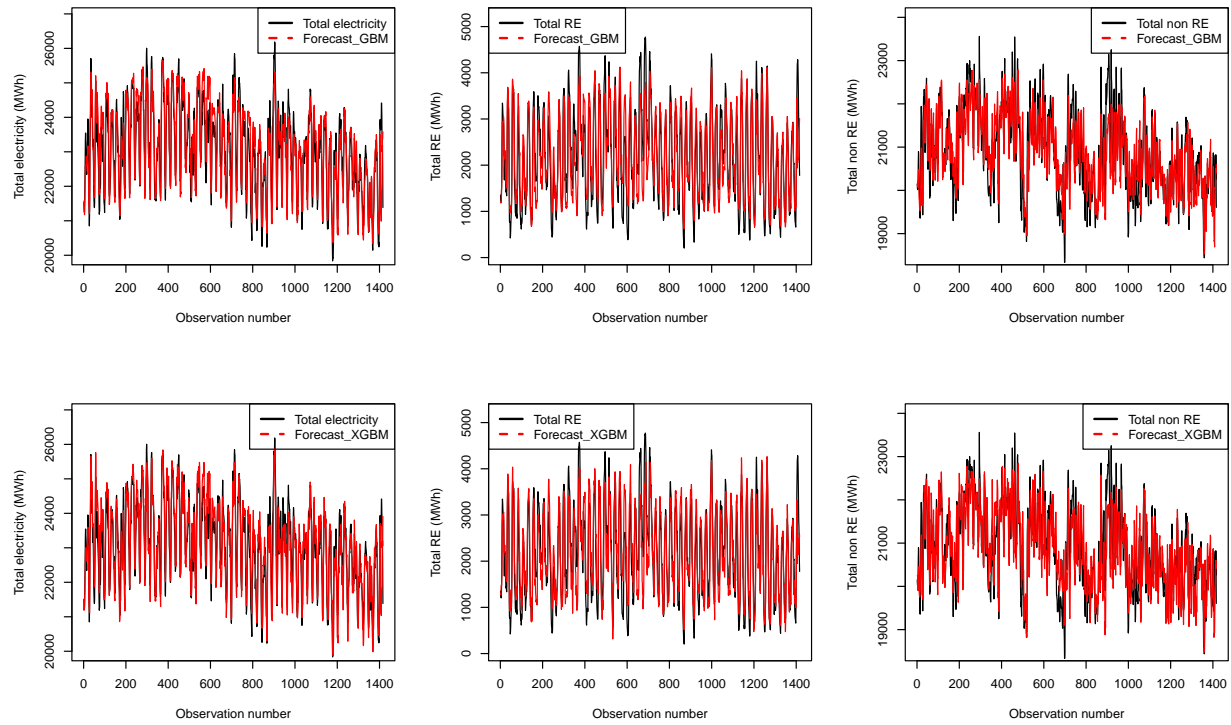 Total electricity (MWh)
20000 22000 24000 26000
Total electricity
Forecast_GBM
0 200 400 600 800 1000 1200 1400
Observation number
Total RE (MWh)
0 1000 2000 3000 4000 5000
Total RE
Forecast_GBM
0 200 400 600 800 1000 1200 1400
Observation number
Total non RE (MWh)
19000 21000 23000
Total non RE
Forecast_GBM
0 200 400 600 800 1000 1200 1400
Observation number
Total electricity (MWh)
20000 22000 24000 26000
Total electricity
Forecast_XGBM
0 200 400 600 800 1000 1200 1400
Observation number
Total RE (MWh)
0 1000 2000 3000 4000 5000
Total RE
Forecast_XGBM
0 200 400 600 800 1000 1200 1400
Observation number
Total non RE (MWh)
19000 21000 23000
Total non RE
Forecast_XGBM
0 200 400 600 800 1000 1200 1400
Observation number